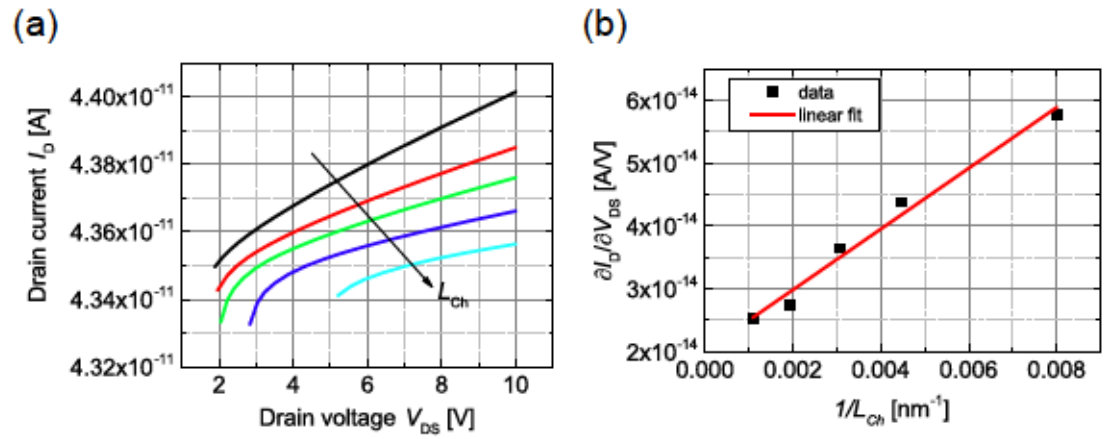 (a)
Drain current I_D [A]
4.40x10⁻¹¹
4.38x10⁻¹¹
4.36x10⁻¹¹
4.34x10⁻¹¹
4.32x10⁻¹¹
L_Ch
2 4 6 8 10
Drain voltage V_DS [V]
(b)
∂I_D/∂V_DS [A/V]
data
linear fit
6x10⁻¹⁴
5x10⁻¹⁴
4x10⁻¹⁴
3x10⁻¹⁴
2x10⁻¹⁴
0.000 0.002 0.004 0.006 0.008
1/L_Ch [nm⁻¹]